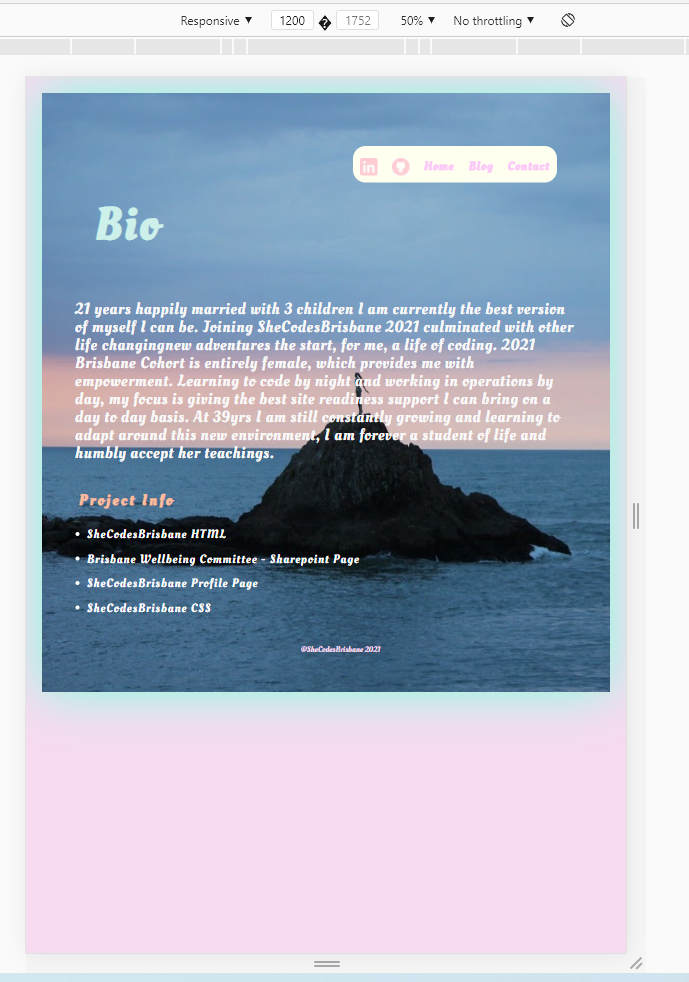 Responsive ▼ 1200 � 1752 50% ▼ No throttling ▼
in Home Blog Contact
Bio
21 years happily married with 3 children I am currently the best version
of myself I can be. Joining SheCodesBrisbane 2021 culminated with other
life changingnew adventures the start, for me, a life of coding. 2021
Brisbane Cohort is entirely female, which provides me with
empowerment. Learning to code by night and working in operations by
day, my focus is giving the best site readiness support I can bring on a
day to day basis. At 39yrs I am still constantly growing and learning to
adapt around this new environment, I am forever a student of life and
humbly accept her teachings.
Project Info
• SheCodesBrisbane HTML
• Brisbane Wellbeing Committee - Sharepoint Page
• SheCodesBrisbane Profile Page
• SheCodesBrisbane CSS
©SheCodesBrisbane 2021